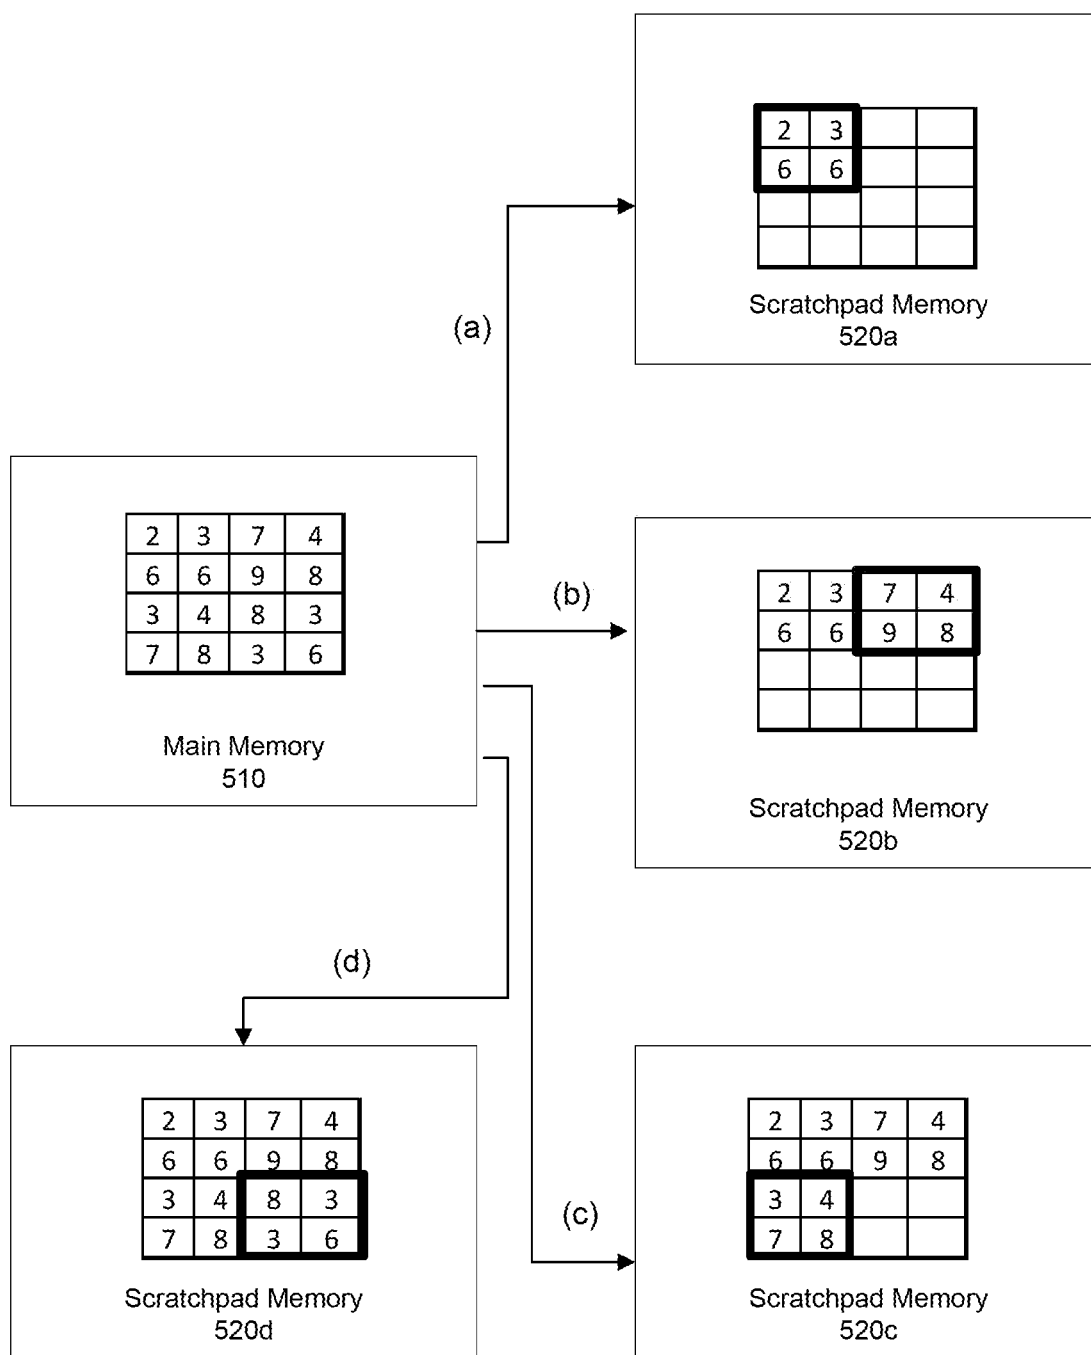 2 3
6 6
Scratchpad Memory
520a
(a)
2 3 7 4
6 6 9 8
3 4 8 3
7 8 3 6
Main Memory
510
(b)
2 3 7 4
6 6 9 8
Scratchpad Memory
520b
(d)
2 3 7 4
6 6 9 8
3 4 8 3
7 8 3 6
Scratchpad Memory
520d
(c)
2 3 7 4
6 6 9 8
3 4
7 8
Scratchpad Memory
520c